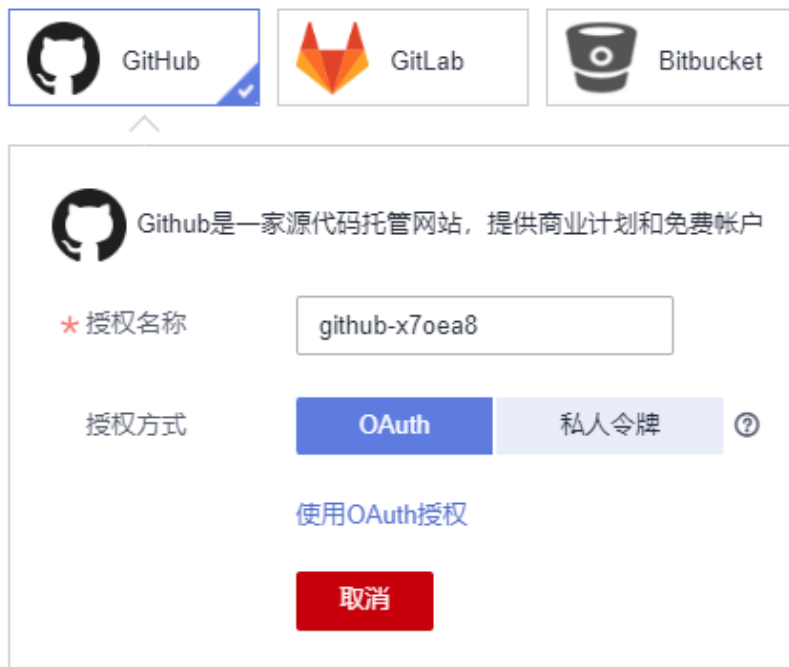 GitHub GitLab Bitbucket
Github是一家源代码托管网站，提供商业计划和免费帐户
* 授权名称 github-x7oea8
授权方式 OAuth 私人令牌 ?
使用OAuth授权
取消